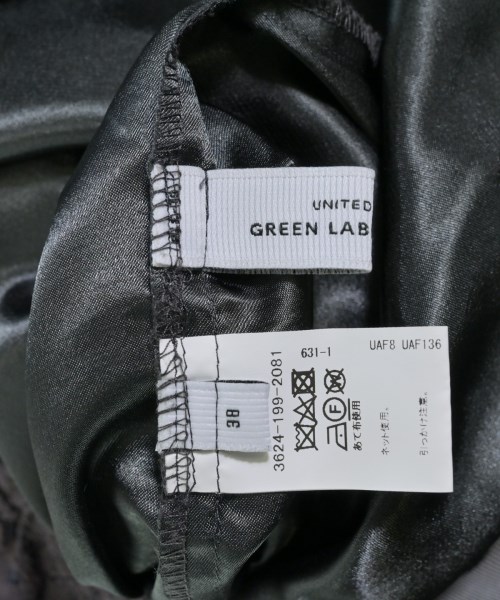 UNITED
GREEN LAB
38
3624-199-2081
631-1
UAF8 UAF136
あて布使用
ネット使用。
引っかけ注意。